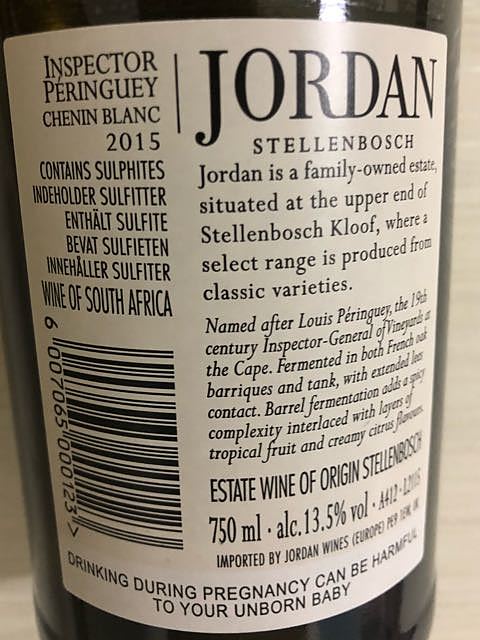 INSPECTOR
PÉRINGUEY
CHENIN BLANC
2015
CONTAINS SULPHITES
INDEHOLDER SULFITTER
ENTHÄLT SULFITE
BEVAT SULFIETEN
INNEHÅLLER SULFITER
WINE OF SOUTH AFRICA
6 007065 000123 >
JORDAN
STELLENBOSCH
Jordan is a family-owned estate,
situated at the upper end of
Stellenbosch Kloof, where a
select range is produced from
classic varieties.
Named after Louis Péringuey, the 19th
century Inspector-General of Vineyards at
the Cape. Fermented in both French oak
barriques and tank, with extended lees
contact. Barrel fermentation adds a spicy
complexity interlaced with layers of
tropical fruit and creamy citrus flavours.
ESTATE WINE OF ORIGIN STELLENBOSCH
750 ml · alc.13.5% vol · A412 ·
IMPORTED BY JORDAN WINES (EUROPE)
DRINKING DURING PREGNANCY CAN BE HARMFUL
TO YOUR UNBORN BABY